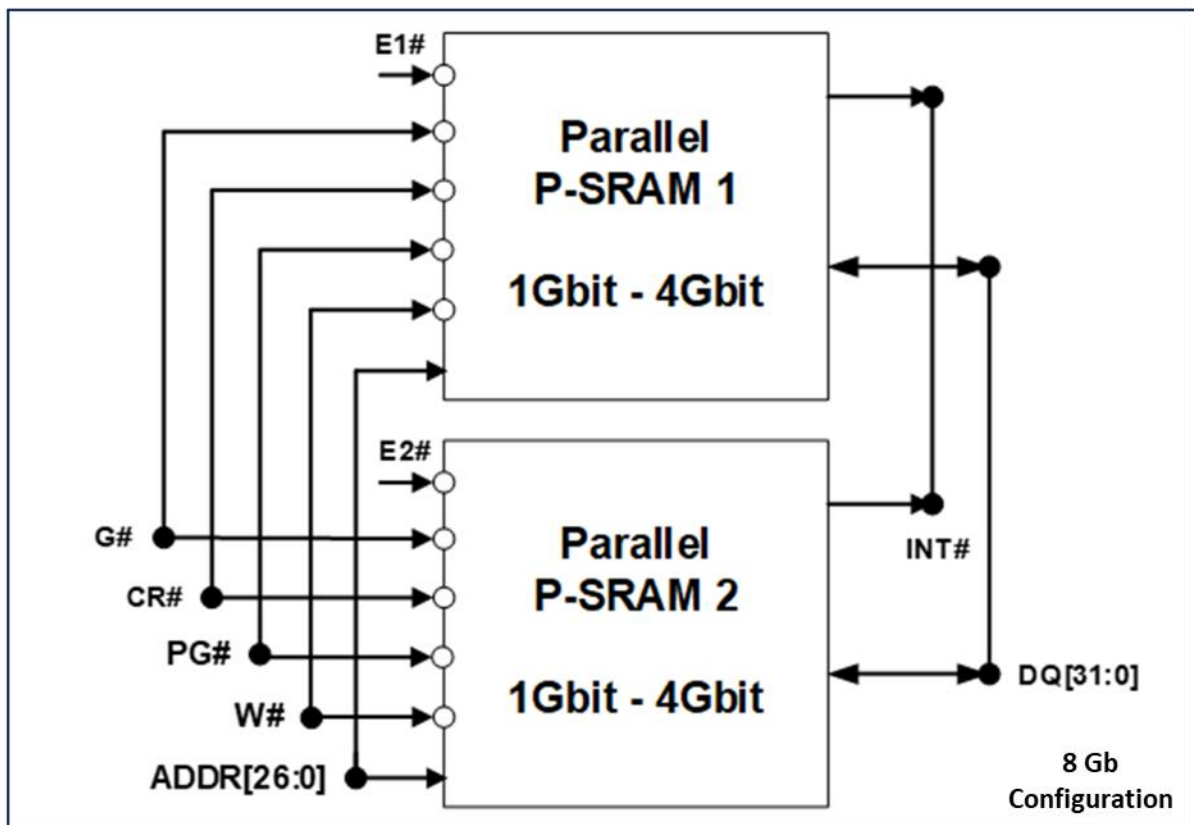 E1#
Parallel
P-SRAM 1
1Gbit - 4Gbit
E2#
G#
Parallel
P-SRAM 2
INT#
CR#
PG#
1Gbit - 4Gbit
DQ[31:0]
W#
ADDR[26:0]
8 Gb
Configuration